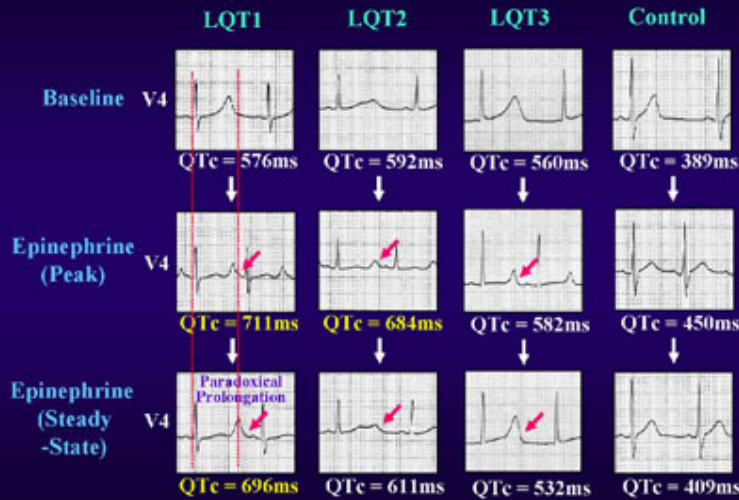 LQT1 LQT2 LQT3 Control
Baseline V4
QTc = 576ms QTc = 592ms QTc = 560ms QTc = 389ms
Epinephrine
(Peak) V4
QTc = 711ms QTc = 684ms QTc = 582ms QTc = 450ms
Paradoxical
Prolongation
Epinephrine
(Steady V4
-State)
QTc = 696ms QTc = 611ms QTc = 532ms QTc = 409ms